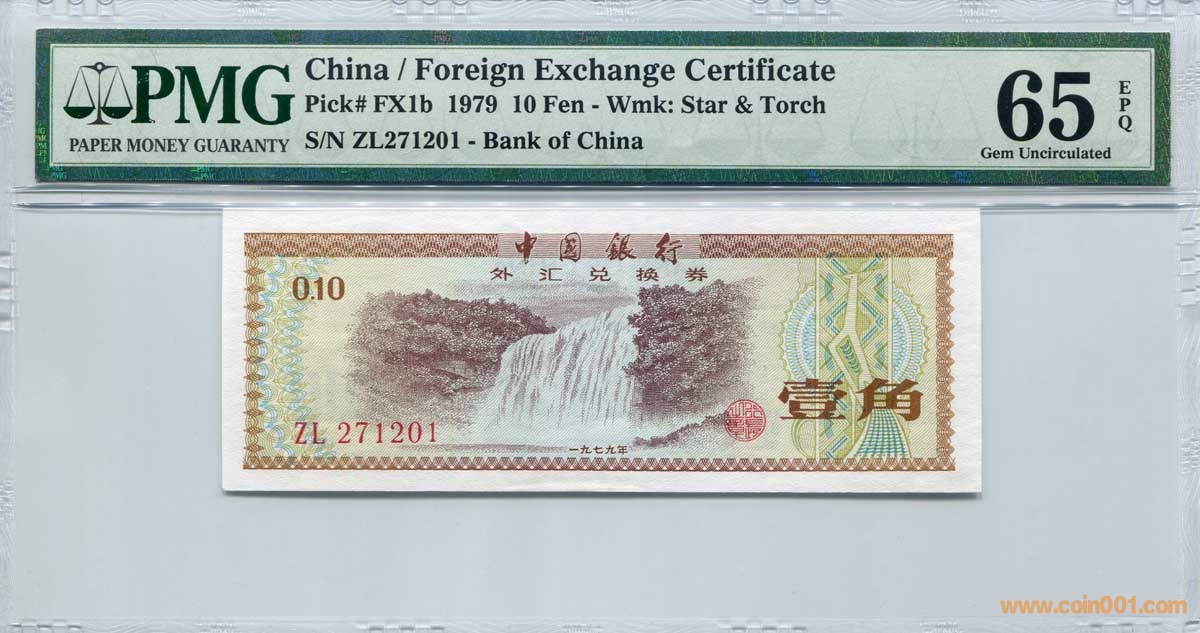 PMG
PAPER MONEY GUARANTY
China / Foreign Exchange Certificate
Pick# FX1b 1979 10 Fen - Wmk: Star & Torch
S/N ZL271201 - Bank of China
65
EPQ
Gem Uncirculated
中國銀行
外汇兑换券
0.10
壹角
ZL 271201
一九七九年
www.coin001.com